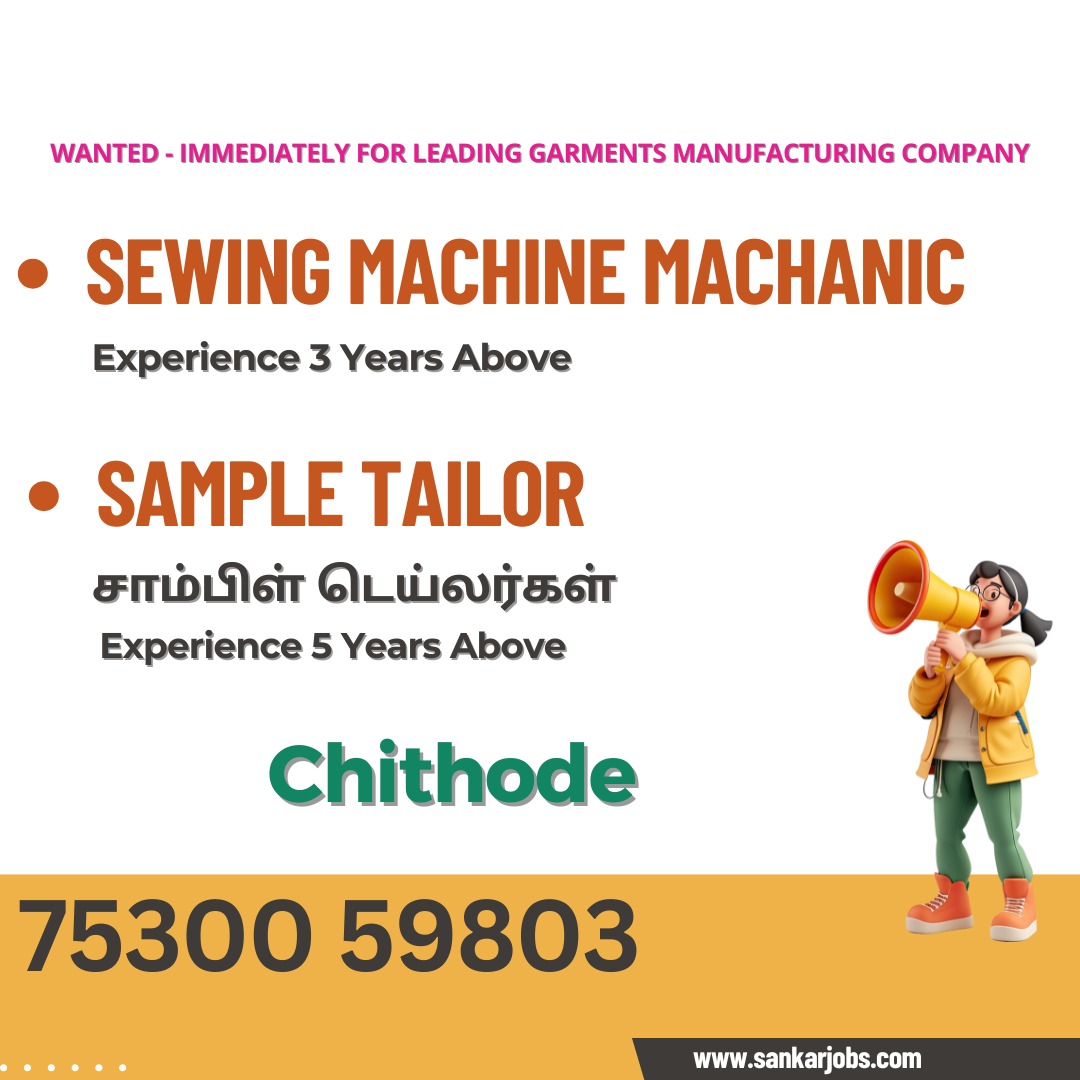 WANTED - IMMEDIATELY FOR LEADING GARMENTS MANUFACTURING COMPANY
SEWING MACHINE MACHANIC
Experience 3 Years Above
SAMPLE TAILOR
சாம்பிள் டெய்லர்கள்
Experience 5 Years Above
Chithode
75300 59803
www.sankarjobs.com